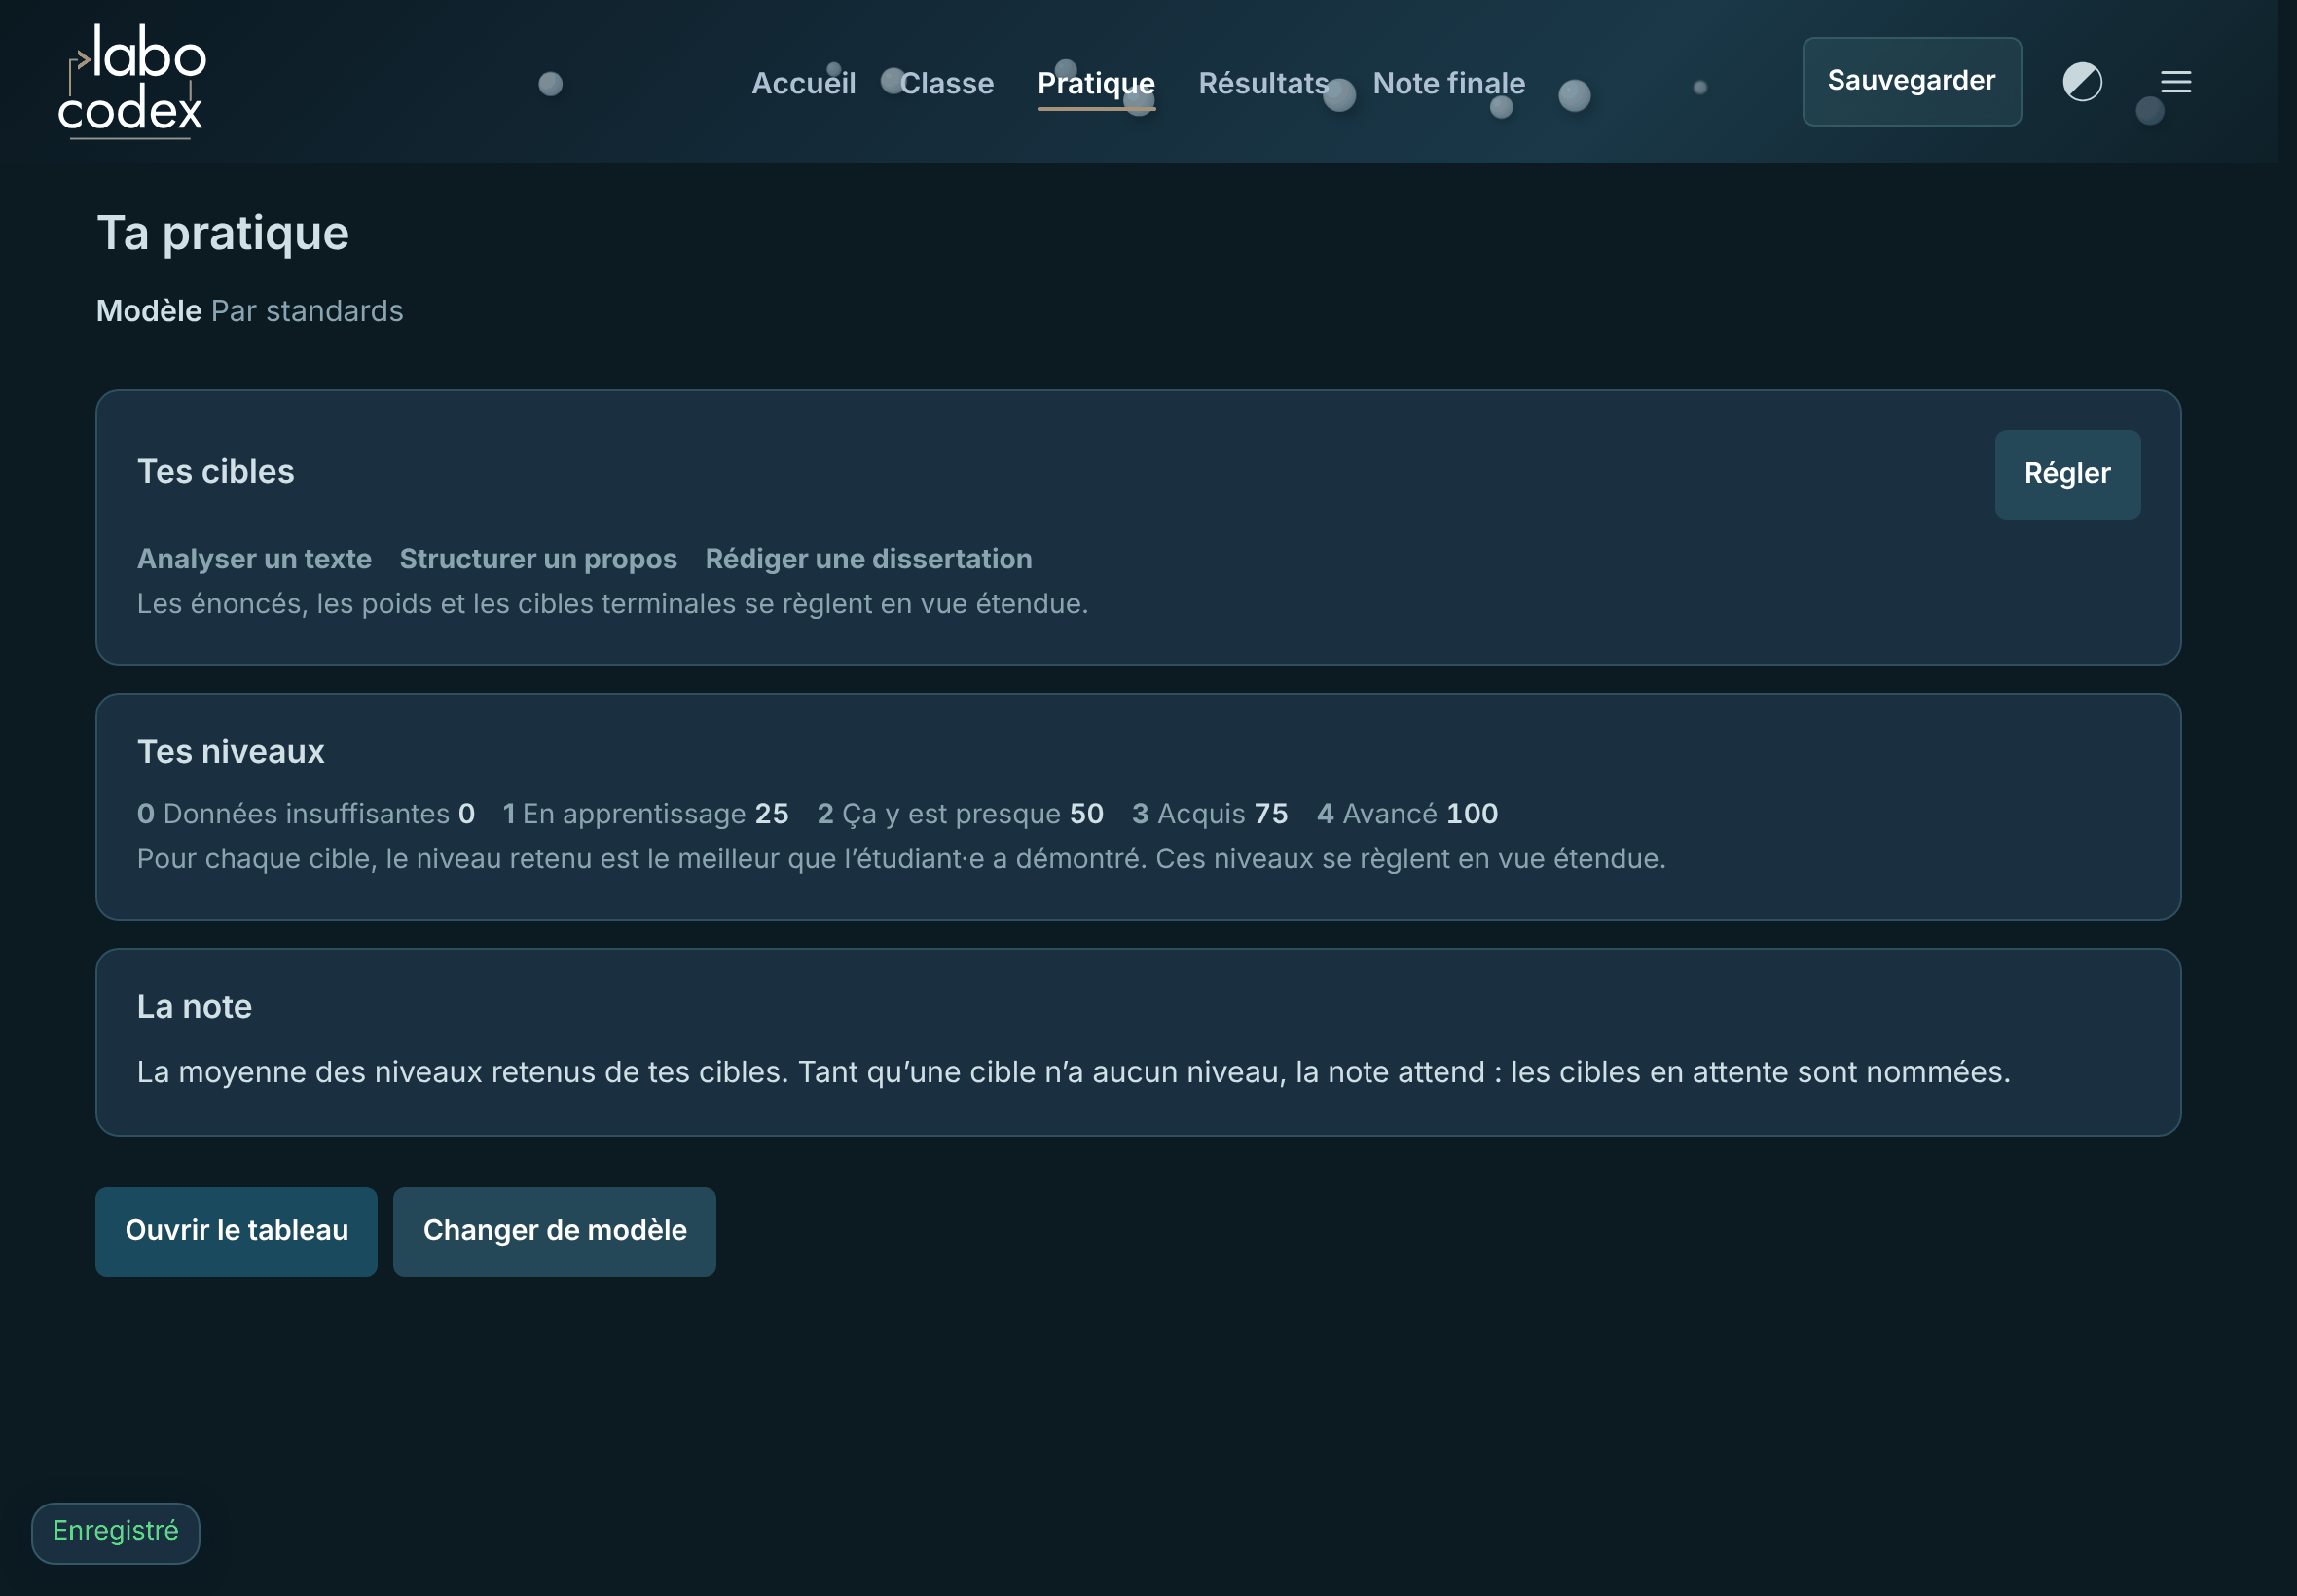 labo
codex
Accueil Classe Pratique Résultats Note finale Sauvegarder
Ta pratique
Modèle Par standards
Tes cibles
Régler
Analyser un texte Structurer un propos Rédiger une dissertation
Les énoncés, les poids et les cibles terminales se règlent en vue étendue.
Tes niveaux
0 Données insuffisantes 0 1 En apprentissage 25 2 Ça y est presque 50 3 Acquis 75 4 Avancé 100
Pour chaque cible, le niveau retenu est le meilleur que l’étudiant·e a démontré. Ces niveaux se règlent en vue étendue.
La note
La moyenne des niveaux retenus de tes cibles. Tant qu’une cible n’a aucun niveau, la note attend : les cibles en attente sont nommées.
Ouvrir le tableau Changer de modèle
Enregistré